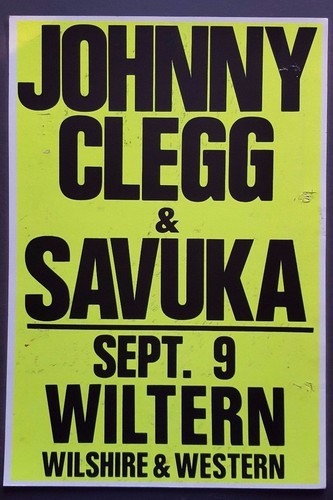 JOHNNY
CLEGG
&
SAVUKA
SEPT. 9
WILTERN
WILSHIRE & WESTERN